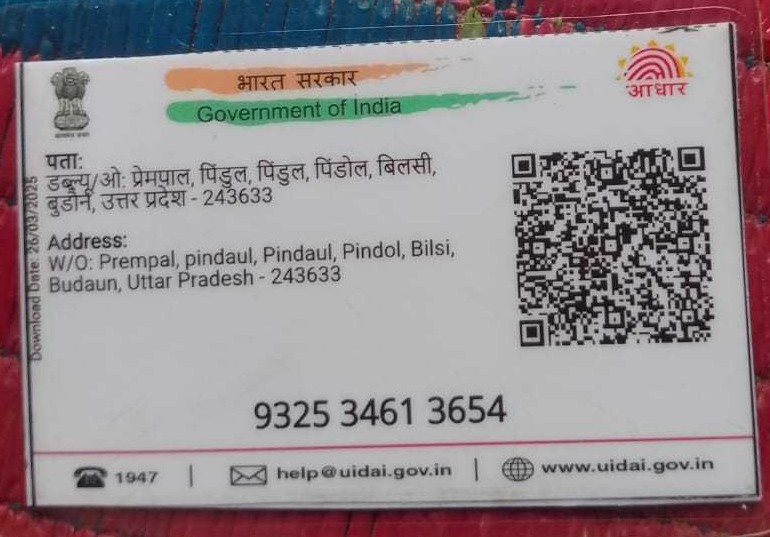 भारत सरकार
Government of India
आधार
पता:
डब्ल्यू/ओ: प्रेमपाल, पिंडुल, पिंडुल, पिंडोल, बिलसी,
बुडौन, उत्तर प्रदेश - 243633
Address:
W/O: Prempal, pindaul, Pindaul, Pindol, Bilsi,
Budaun, Uttar Pradesh - 243633
Download Date: 26/03/2025
9325 3461 3654
1947 | help@uidai.gov.in | www.uidai.gov.in